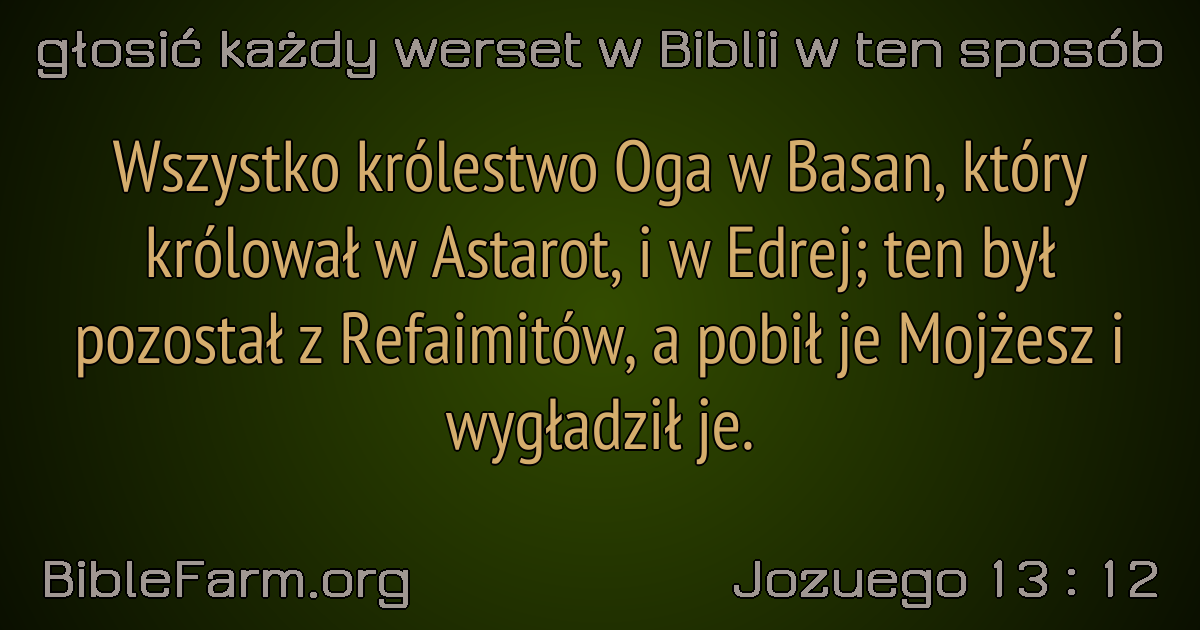 głosić każdy werset w Biblii w ten sposób
Wszystko królestwo Oga w Basan, który
królował w Astarot, i w Edrej; ten był
pozostał z Refaimitów, a pobił je Mojżesz i
wygładził je.
BibleFarm.org
Jozuego 13 : 12